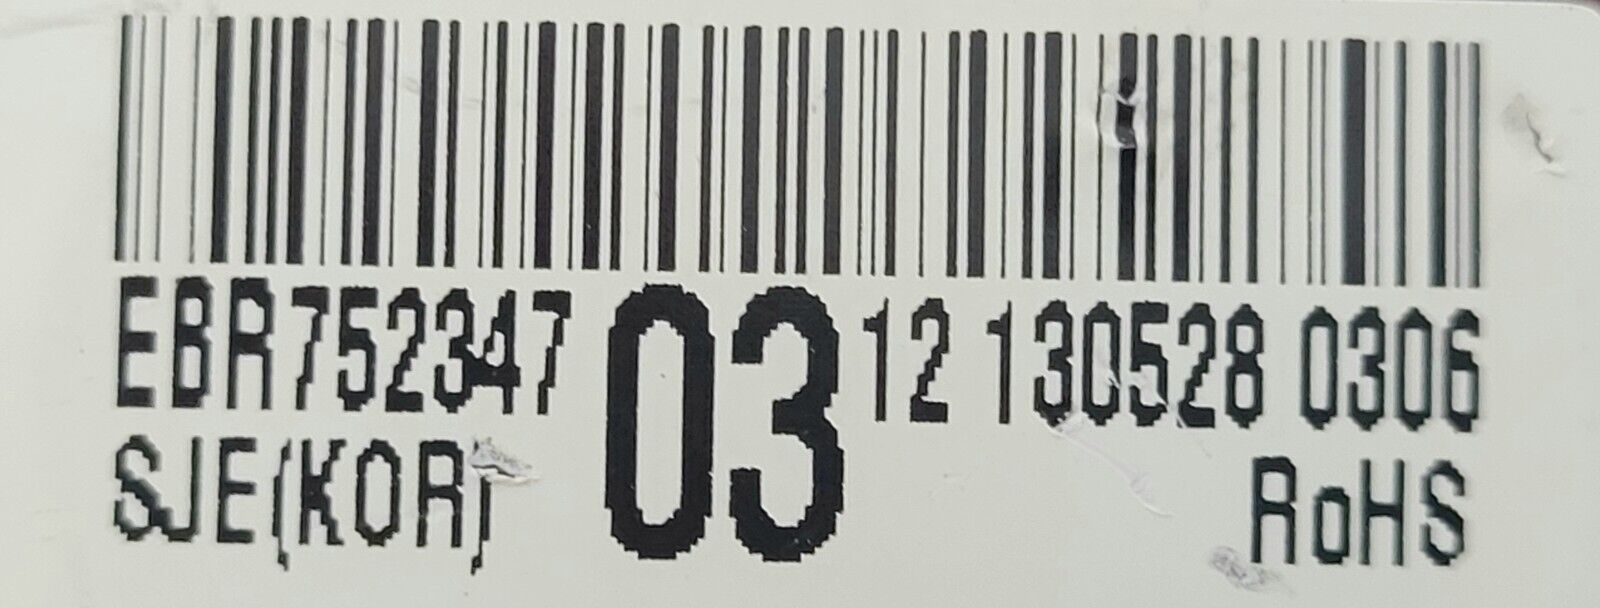 EBR752347 03 12 130528 0306
SJE(KOR) RoHS